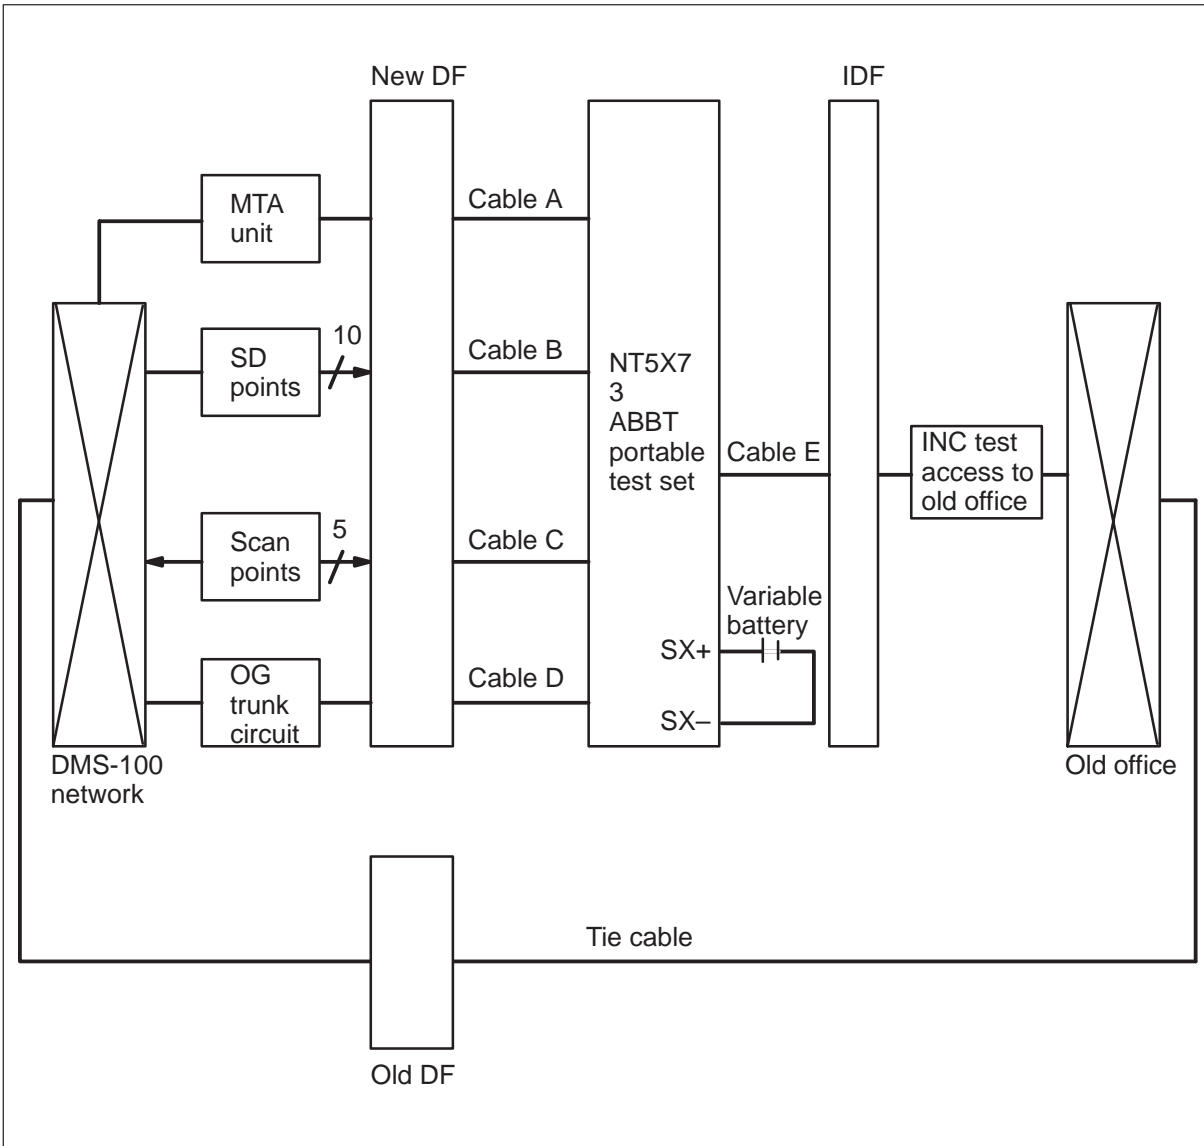 New DF
IDF
MTA
unit
Cable A
SD
points
10
Cable B
NT5X7
3
ABBT
portable
test set
Cable E
INC test
access to
old office
Scan
points
5
Cable C
Variable
battery
SX+
SX–
OG
trunk
circuit
Cable D
DMS-100
network
Old office
Tie cable
Old DF